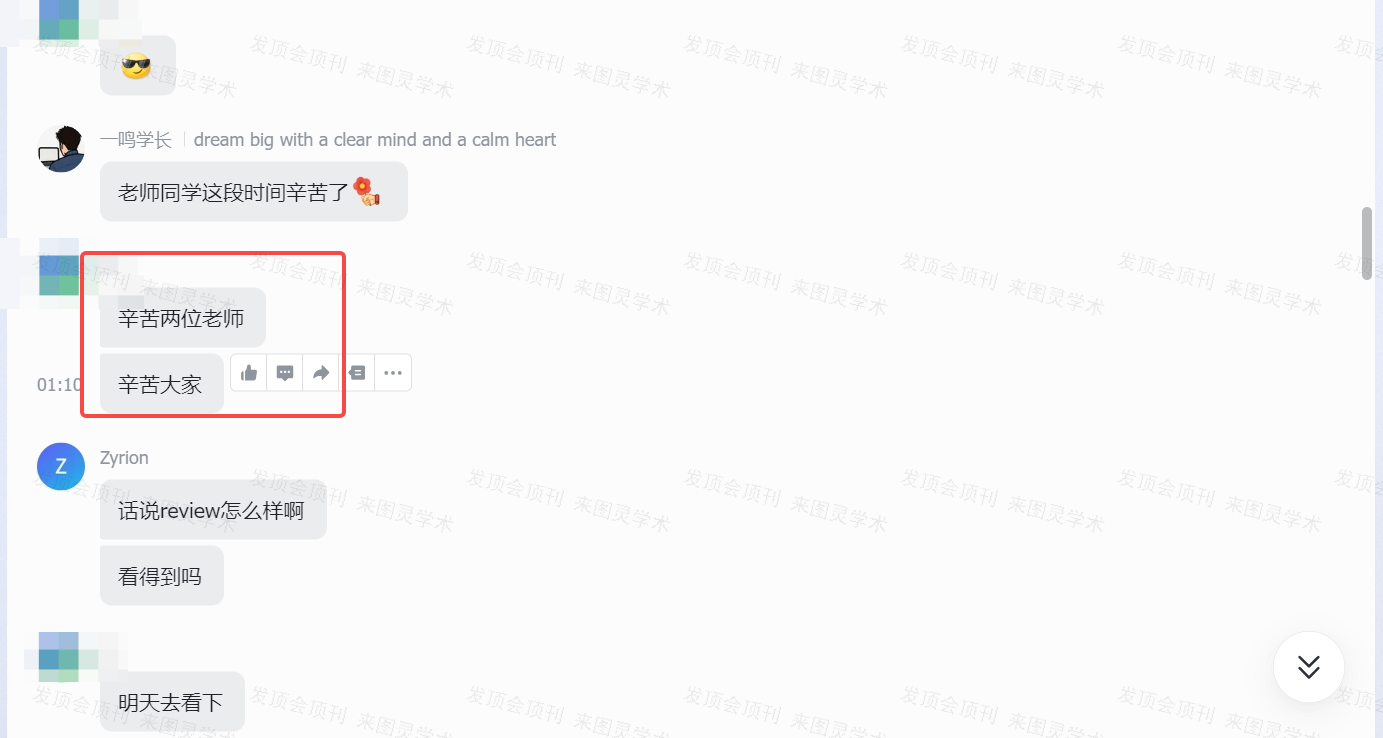 一鸣学长 dream big with a clear mind and a calm heart
老师同学这段时间辛苦了
辛苦两位老师
01:10
辛苦大家
Z
Zyrion
话说review怎么样啊
看得到吗
明天去看下
发顶会顶刊 来图灵学术